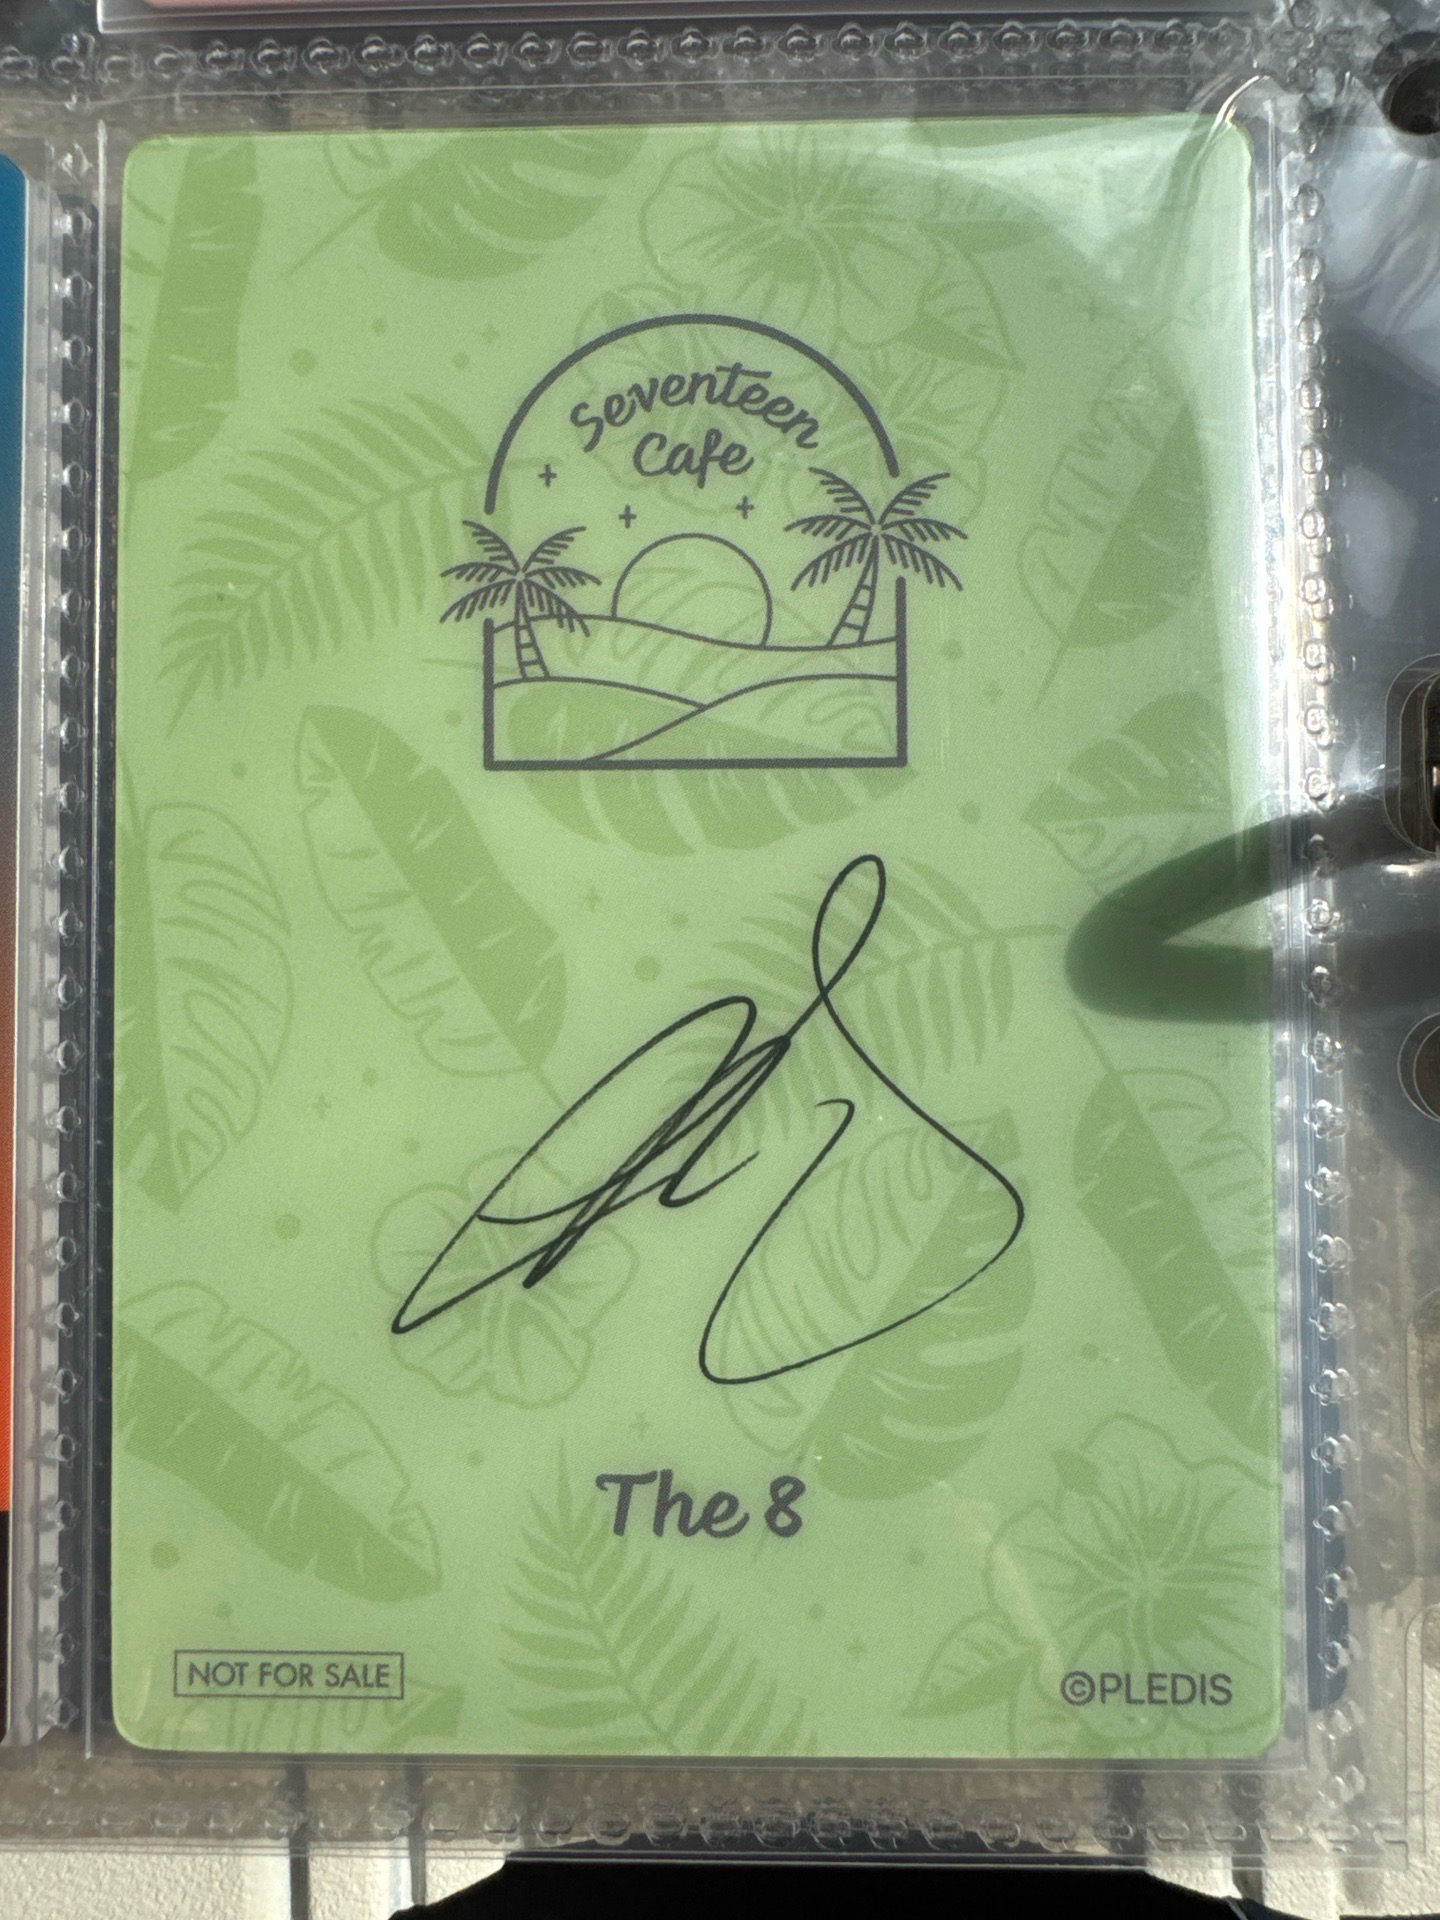 Seventeen
Cafe
The 8
NOT FOR SALE
©PLEDIS